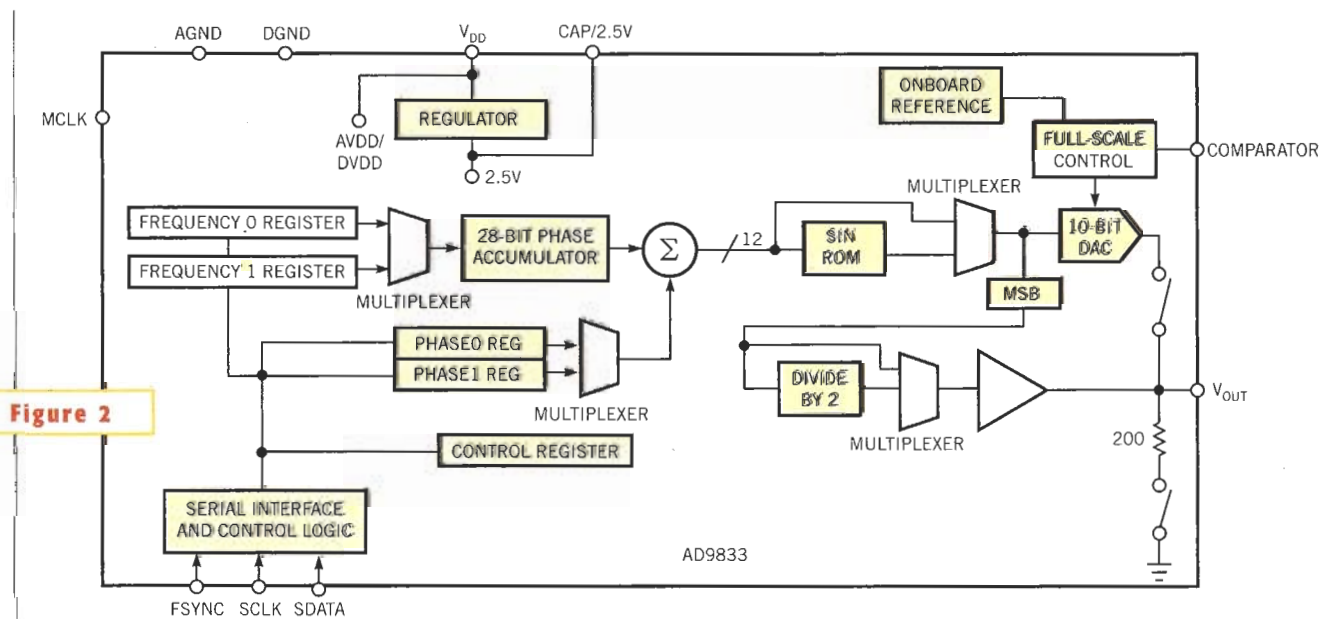 AGND
DGND
VDD
CAP/2.5V
MCLK
AVDD/
DVDD
REGULATOR
2.5V
ONBOARD
REFERENCE
FULL-SCALE
CONTROL
COMPARATOR
FREQUENCY 0 REGISTER
FREQUENCY 1 REGISTER
MULTIPLEXER
28-BIT PHASE
ACCUMULATOR
Σ
12
SIN
ROM
MULTIPLEXER
10-BIT
DAC
MSB
PHASE0 REG
PHASE1 REG
MULTIPLEXER
DIVIDE
BY 2
MULTIPLEXER
VOUT
200
Figure 2
CONTROL REGISTER
SERIAL INTERFACE
AND CONTROL LOGIC
AD9833
FSYNC
SCLK
SDATA